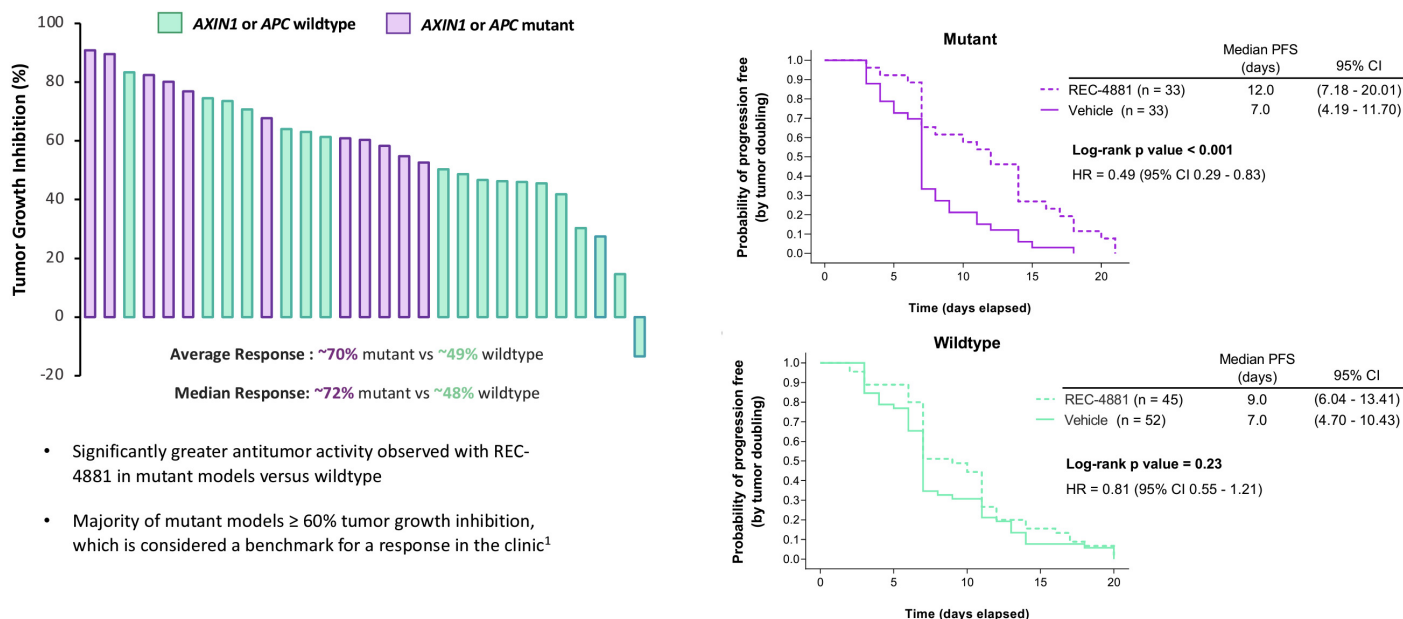 100
80
60
40
20
0
-20
Tumor Growth Inhibition (%)
AXIN1 or APC wildtype
AXIN1 or APC mutant
Average Response : ~70% mutant vs ~49% wildtype
Median Response: ~72% mutant vs ~48% wildtype
• Significantly greater antitumor activity observed with REC-
4881 in mutant models versus wildtype
• Majority of mutant models ≥ 60% tumor growth inhibition,
which is considered a benchmark for a response in the clinic1
Mutant
Probability of progression free
(by tumor doubling)
1.0
0.9
0.8
0.7
0.6
0.5
0.4
0.3
0.2
0.1
0.0
0 5 10 15 20
Time (days elapsed)
Median PFS
(days) 95% CI
REC-4881 (n = 33) 12.0 (7.18 - 20.01)
Vehicle (n = 33) 7.0 (4.19 - 11.70)
Log-rank p value < 0.001
HR = 0.49 (95% CI 0.29 - 0.83)
Wildtype
Probability of progression free
(by tumor doubling)
1.0
0.9
0.8
0.7
0.6
0.5
0.4
0.3
0.2
0.1
0.0
0 5 10 15 20
Time (days elapsed)
Median PFS
(days) 95% CI
REC-4881 (n = 45) 9.0 (6.04 - 13.41)
Vehicle (n = 52) 7.0 (4.70 - 10.43)
Log-rank p value = 0.23
HR = 0.81 (95% CI 0.55 - 1.21)